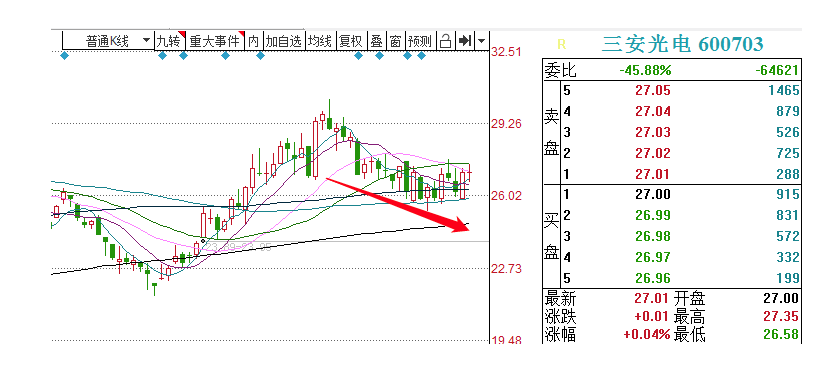 普通K线 九转 重大事件 内 加自选 均线 复权 叠 窗 预测
32.51
29.26
26.02
22.73
19.48
R 三安光电 600703
委比 -45.88% -64621
卖盘
5 27.05 1465
4 27.04 879
3 27.03 526
2 27.02 725
1 27.01 288
买盘
1 27.00 915
2 26.99 831
3 26.98 572
4 26.97 332
5 26.96 199
最新 27.01 开盘 27.00
涨跌 +0.01 最高 27.35
涨幅 +0.04% 最低 26.58